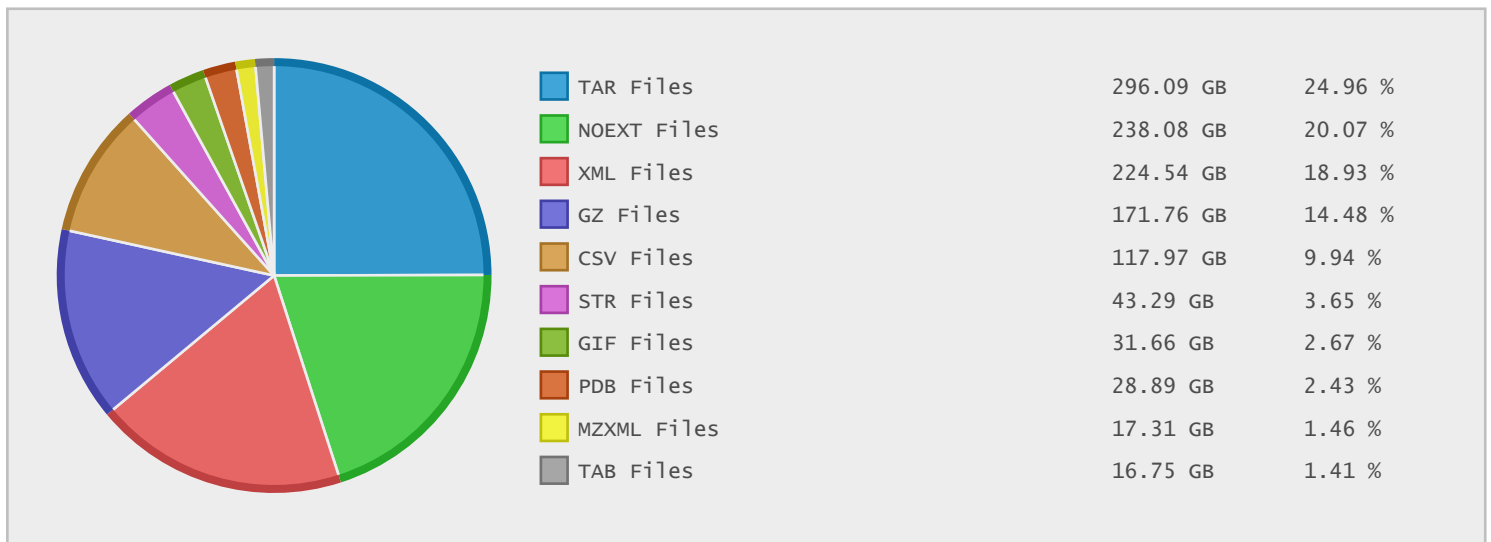 TAR Files 296.09 GB 24.96 %
NOEXT Files 238.08 GB 20.07 %
XML Files 224.54 GB 18.93 %
GZ Files 171.76 GB 14.48 %
CSV Files 117.97 GB 9.94 %
STR Files 43.29 GB 3.65 %
GIF Files 31.66 GB 2.67 %
PDB Files 28.89 GB 2.43 %
MZXML Files 17.31 GB 1.46 %
TAB Files 16.75 GB 1.41 %